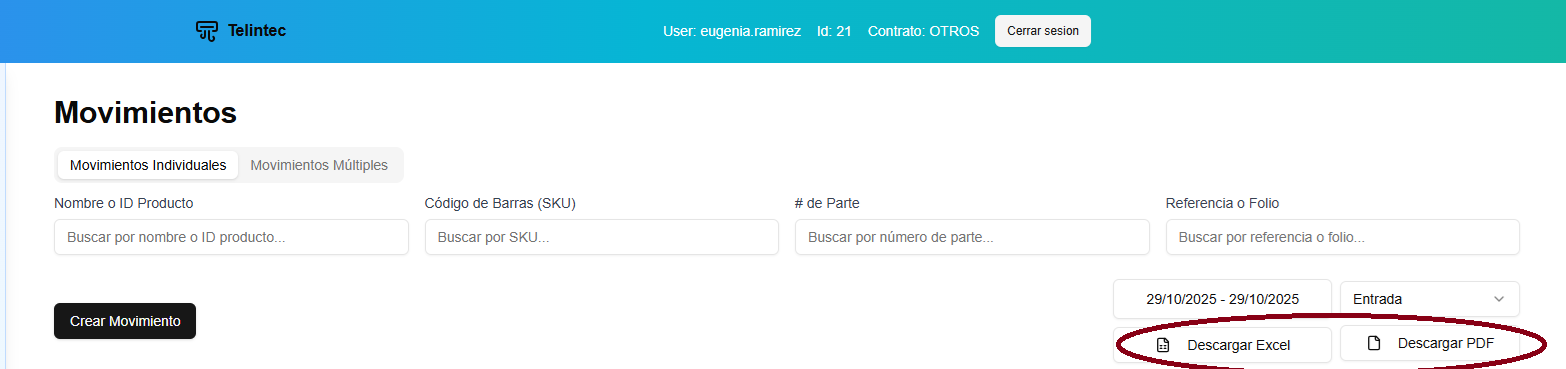 Telintec
User: eugenia.ramirez Id: 21 Contrato: OTROS Cerrar sesion
Movimientos
Movimientos Individuales Movimientos Múltiples
Nombre o ID Producto Código de Barras (SKU) # de Parte Referencia o Folio
Buscar por nombre o ID producto... Buscar por SKU... Buscar por número de parte... Buscar por referencia o folio...
29/10/2025 - 29/10/2025 Entrada
Crear Movimiento
Descargar Excel Descargar PDF